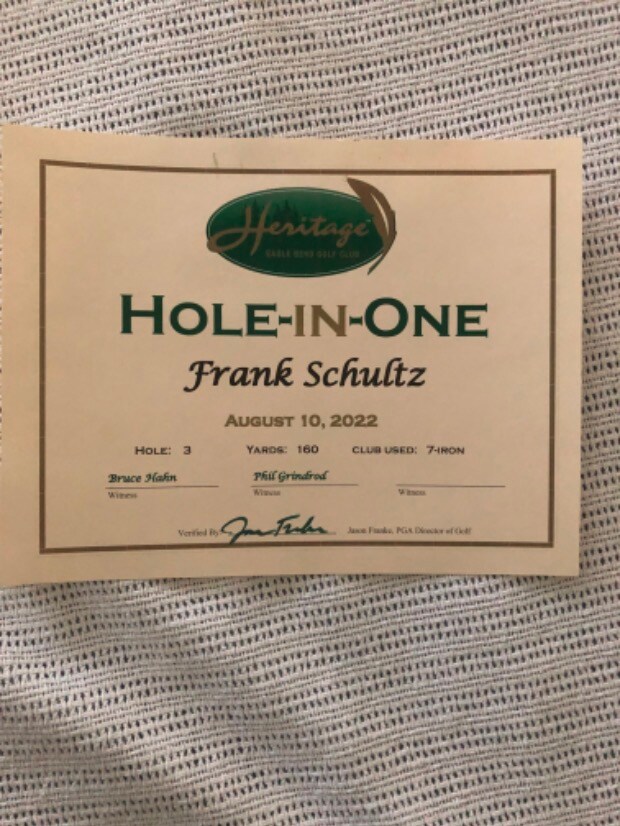 Heritage
EAGLE BEND GOLF CLUB
HOLE-IN-ONE
Frank Schultz
AUGUST 10, 2022
HOLE: 3 YARDS: 160 CLUB USED: 7-IRON
Bruce Hahn Phil Grindrod
Witness Witness Witness
Verified By Jason Franke, PGA Director of Golf